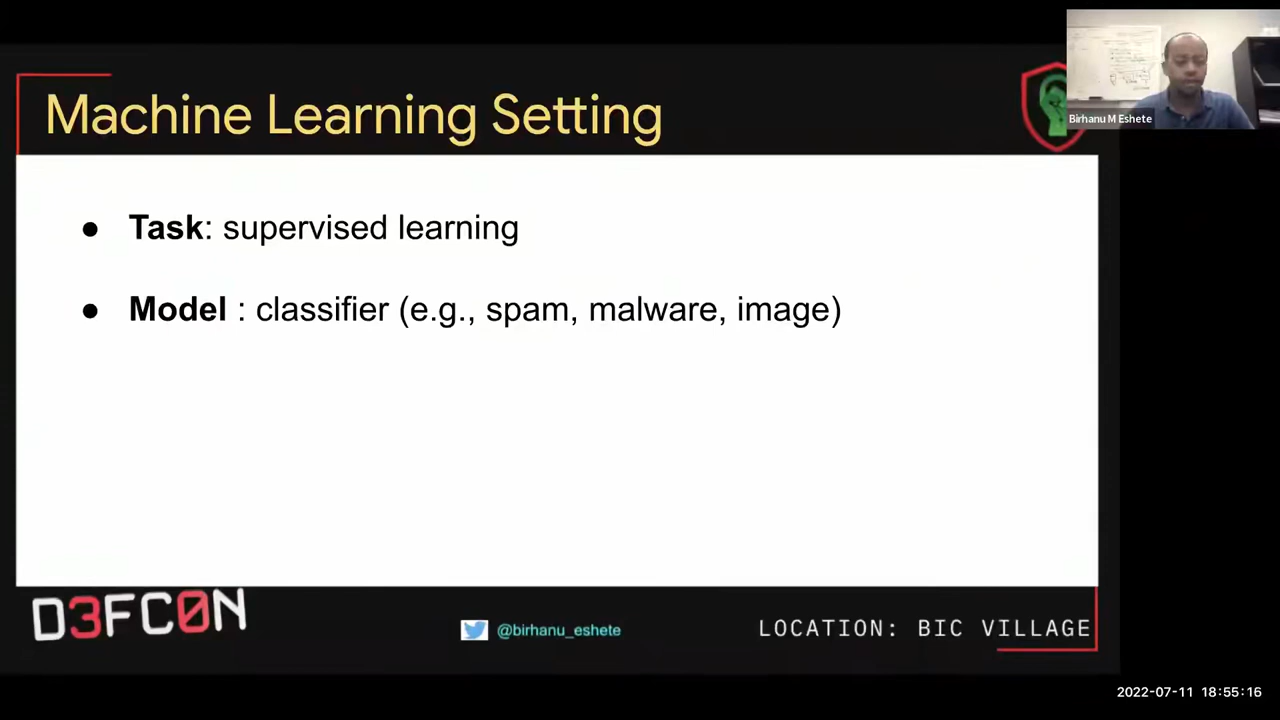 Machine Learning Setting
Birhanu M Eshete
● Task: supervised learning
● Model : classifier (e.g., spam, malware, image)
D3FC0N
@birhanu_eshete
LOCATION: BIC VILLAGE
2022-07-11 18:55:16